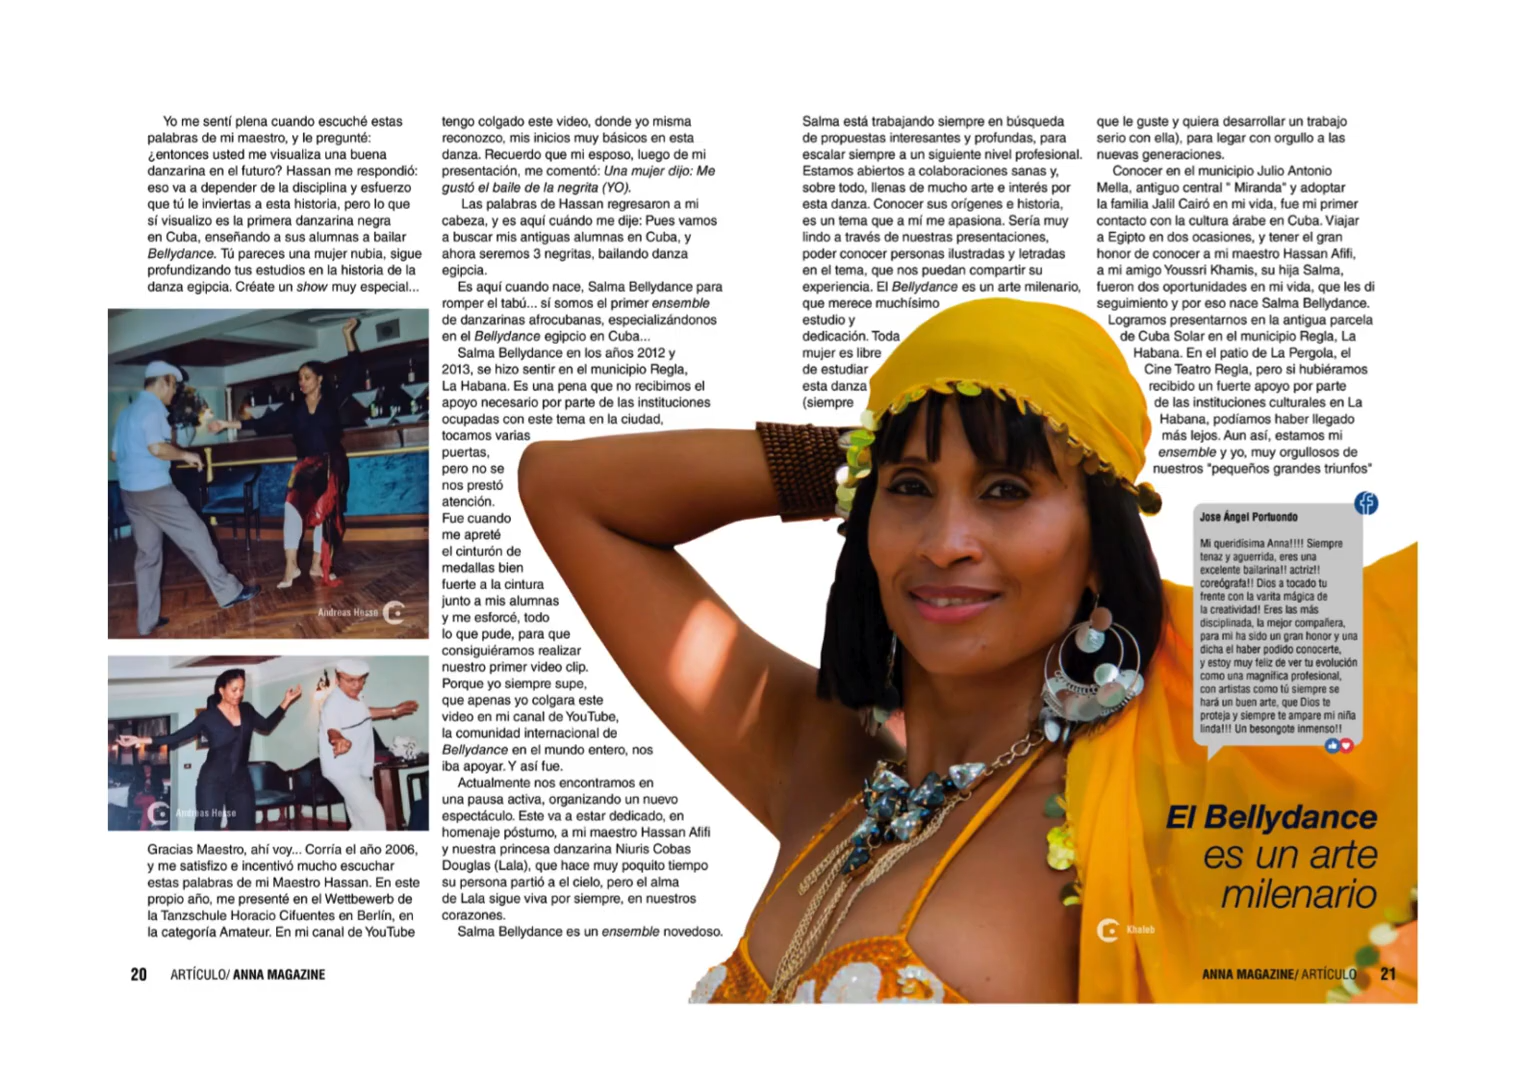 Yo me sentí plena cuando escuché estas
palabras de mi maestro, y le pregunté:
¿entonces usted me visualiza una buena
danzarina en el futuro? Hassan me respondió:
eso va a depender de la disciplina y esfuerzo
que tú le inviertas a esta historia, pero lo que
sí visualizo es la primera danzarina negra
en Cuba, enseñando a sus alumnas a bailar
Bellydance. Tú pareces una mujer nubia, sigue
profundizando tus estudios en la historia de la
danza egipcia. Créate un show muy especial...
Andreas Hesse
Andreas Hesse
Gracias Maestro, ahí voy... Corría el año 2006,
y me satisfizo e incentivó mucho escuchar
estas palabras de mi Maestro Hassan. En este
propio año, me presenté en el Wettbewerb de
la Tanzschule Horacio Cifuentes en Berlín, en
la categoría Amateur. En mi canal de YouTube
tengo colgado este video, donde yo misma
reconozco, mis inicios muy básicos en esta
danza. Recuerdo que mi esposo, luego de mi
presentación, me comentó: Una mujer dijo: Me
gustó el baile de la negrita (YO).
Las palabras de Hassan regresaron a mi
cabeza, y es aquí cuándo me dije: Pues vamos
a buscar mis antiguas alumnas en Cuba, y
ahora seremos 3 negritas, bailando danza
egipcia.
Es aquí cuando nace, Salma Bellydance para
romper el tabú... sí somos el primer ensemble
de danzarinas afrocubanas, especializándonos
en el Bellydance egipcio en Cuba...
Salma Bellydance en los años 2012 y
2013, se hizo sentir en el municipio Regla,
La Habana. Es una pena que no recibimos el
apoyo necesario por parte de las instituciones
ocupadas con este tema en la ciudad,
tocamos varias
puertas,
pero no se
nos prestó
atención.
Fue cuando
me apreté
el cinturón de
medallas bien
fuerte a la cintura
junto a mis alumnas
y me esforcé, todo
lo que pude, para que
consiguiéramos realizar
nuestro primer video clip.
Porque yo siempre supe,
que apenas yo colgara este
video en mi canal de YouTube,
la comunidad internacional de
Bellydance en el mundo entero, nos
iba apoyar. Y así fue.
Actualmente nos encontramos en
una pausa activa, organizando un nuevo
espectáculo. Este va a estar dedicado, en
homenaje póstumo, a mi maestro Hassan Afifi
y nuestra princesa danzarina Niuris Cobas
Douglas (Lala), que hace muy poquito tiempo
su persona partió a el cielo, pero el alma
de Lala sigue viva por siempre, en nuestros
corazones.
Salma Bellydance es un ensemble novedoso.
20 ARTÍCULO/ ANNA MAGAZINE
Salma está trabajando siempre en búsqueda
de propuestas interesantes y profundas, para
escalar siempre a un siguiente nivel profesional.
Estamos abiertos a colaboraciones sanas y,
sobre todo, llenas de mucho arte e interés por
esta danza. Conocer sus orígenes e historia,
es un tema que a mí me apasiona. Sería muy
lindo a través de nuestras presentaciones,
poder conocer personas ilustradas y letradas
en el tema, que nos puedan compartir su
experiencia. El Bellydance es un arte milenario,
que merece muchísimo
estudio y
dedicación. Toda
mujer es libre
de estudiar
esta danza
(siempre
que le guste y quiera desarrollar un trabajo
serio con ella), para legar con orgullo a las
nuevas generaciones.
Conocer en el municipio Julio Antonio
Mella, antiguo central " Miranda" y adoptar
la familia Jalil Cairó en mi vida, fue mi primer
contacto con la cultura árabe en Cuba. Viajar
a Egipto en dos ocasiones, y tener el gran
honor de conocer a mi maestro Hassan Afifi,
a mi amigo Youssri Khamis, su hija Salma,
fueron dos oportunidades en mi vida, que les di
seguimiento y por eso nace Salma Bellydance.
Logramos presentarnos en la antigua parcela
de Cuba Solar en el municipio Regla, La
Habana. En el patio de La Pergola, el
Cine Teatro Regla, pero si hubiéramos
recibido un fuerte apoyo por parte
de las instituciones culturales en La
Habana, podíamos haber llegado
más lejos. Aun así, estamos mi
ensemble y yo, muy orgullosos de
nuestros "pequeños grandes triunfos"
Jose Ángel Portuondo
Mi queridísima Anna!!!! Siempre
tenaz y aguerrida, eres una
excelente bailarina!! actriz!!
coreógrafa!! Dios a tocado tu
frente con la varita mágica de
la creatividad! Eres las más
disciplinada, la mejor compañera,
para mi ha sido un gran honor y una
dicha el haber podido conocerte,
y estoy muy feliz de ver tu evolución
como una magnífica profesional,
con artistas como tú siempre se
hará un buen arte, que Dios te
proteja y siempre te ampare mi niña
linda!!! Un besongote inmenso!!
El Bellydance
es un arte
milenario
Khaleb
ANNA MAGAZINE/ ARTÍCULO 21